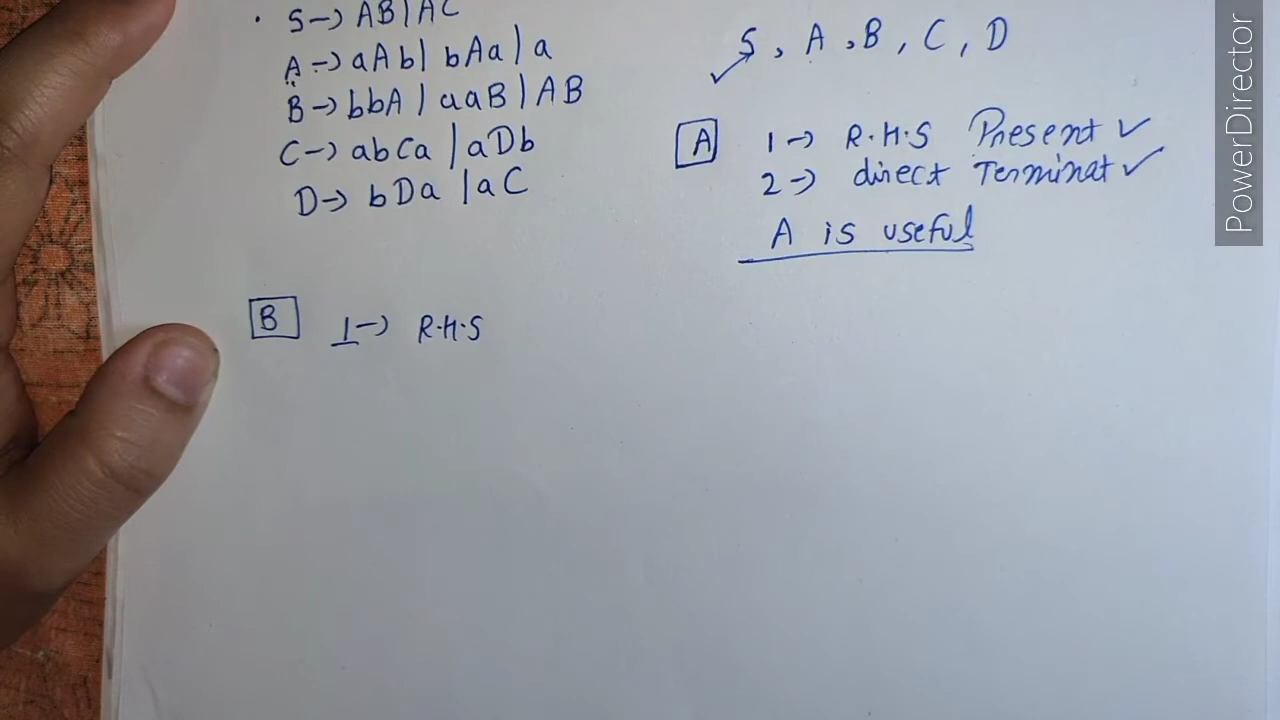 S→ AB|AC
A→ aAb| bAa|a
B→ bbA|aaB|AB
C→ abCa|aDb
D→ bDa|aC
S, A, B, C, D
A 1→ R.H.S Present ✓
2→ direct Terminat ✓
A is useful
B 1→ R.H.S
PowerDirector